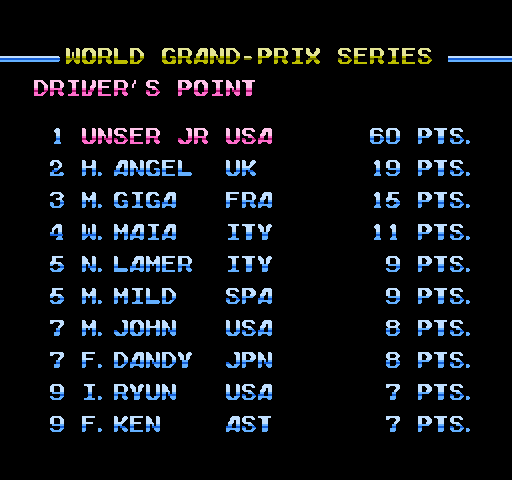 WORLD GRAND-PRIX SERIES
DRIVER'S POINT
1 UNSER JR USA 60 PTS.
2 H. ANGEL UK 19 PTS.
3 M. GIGA FRA 15 PTS.
4 W. MAIA ITY 11 PTS.
5 N. LAMER ITY 9 PTS.
5 M. MILD SPA 9 PTS.
7 M. JOHN USA 8 PTS.
7 F. DANDY JPN 8 PTS.
9 I. RYUN USA 7 PTS.
9 F. KEN AST 7 PTS.